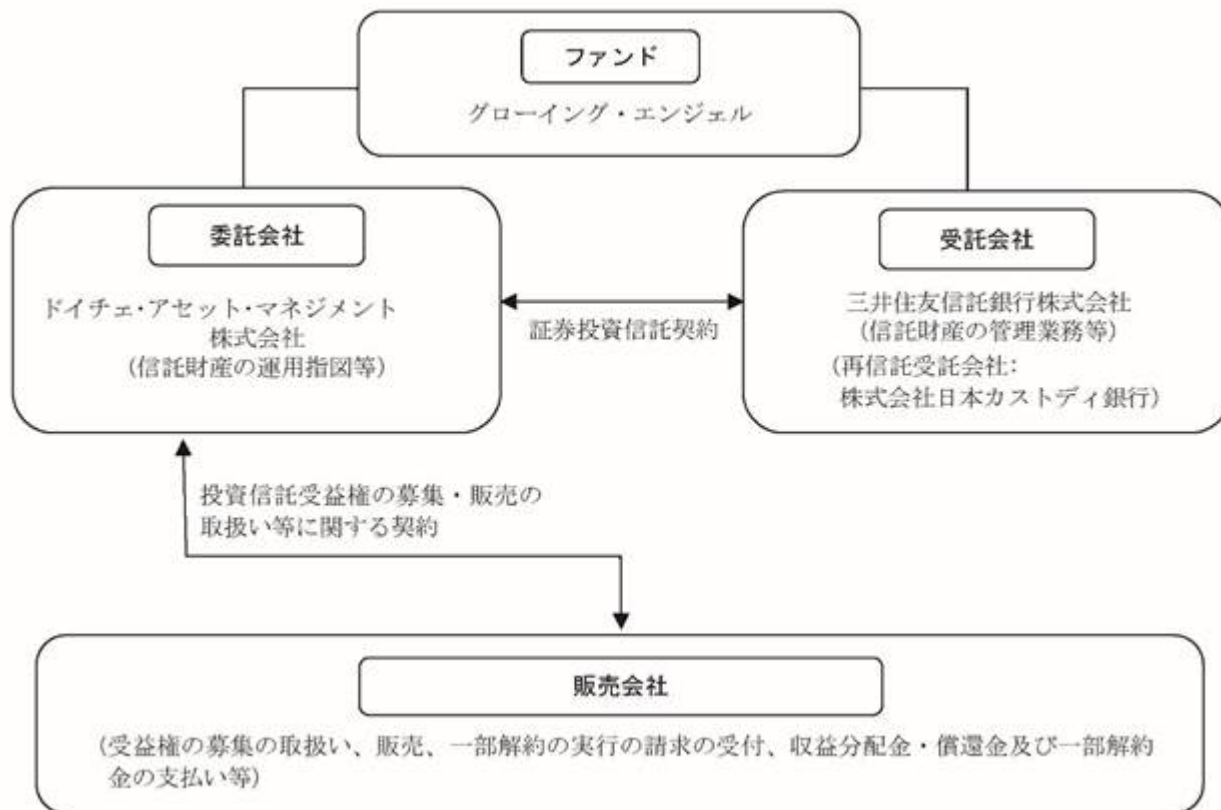 ファンド
グローイング・エンジェル
委託会社
ドイチェ・アセット・マネジメント
株式会社
(信託財産の運用指図等)
証券投資信託契約
受託会社
三井住友信託銀行株式会社
(信託財産の管理業務等)
(再信託受託会社:
株式会社日本カストディ銀行)
投資信託受益権の募集・販売の
取扱い等に関する契約
販売会社
(受益権の募集の取扱い、販売、一部解約の実行の請求の受付、収益分配金・償還金及び一部解約
金の支払い等)